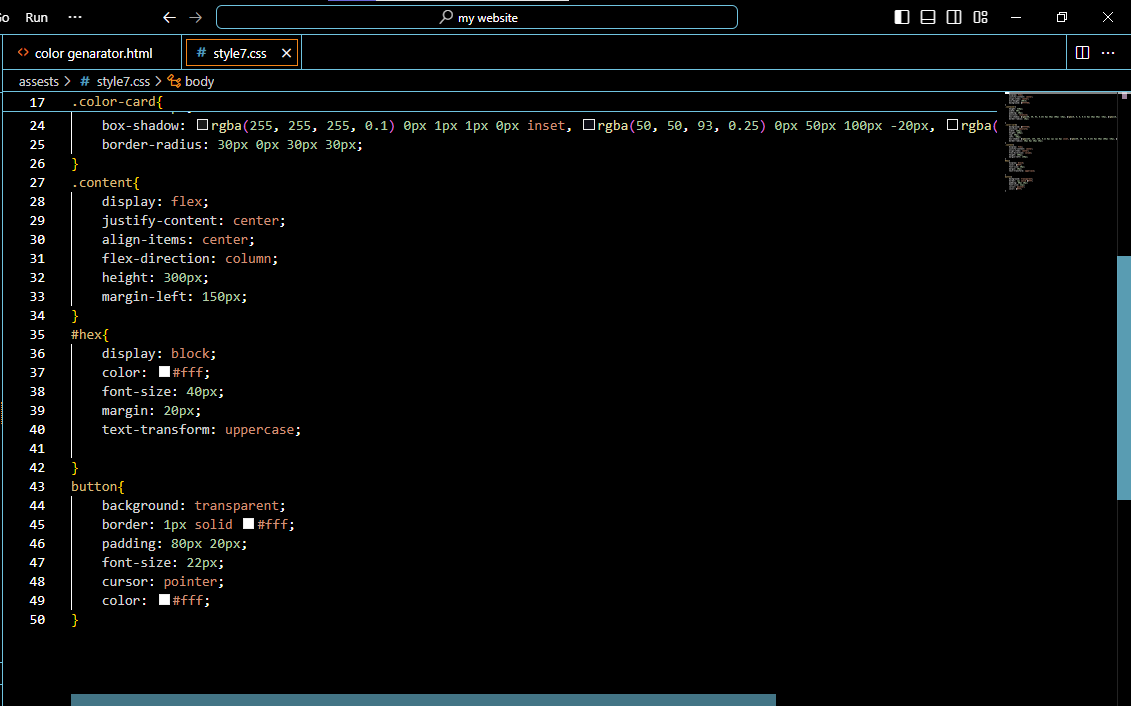 Go Run ··· my website
color genarator.html # style7.css
assests > # style7.css > body
17 .color-card{
24 box-shadow: rgba(255, 255, 255, 0.1) 0px 1px 1px 0px inset, rgba(50, 50, 93, 0.25) 0px 50px 100px -20px, rgba(
25 border-radius: 30px 0px 30px 30px;
26 }
27 .content{
28 display: flex;
29 justify-content: center;
30 align-items: center;
31 flex-direction: column;
32 height: 300px;
33 margin-left: 150px;
34 }
35 #hex{
36 display: block;
37 color: #fff;
38 font-size: 40px;
39 margin: 20px;
40 text-transform: uppercase;
41
42 }
43 button{
44 background: transparent;
45 border: 1px solid #fff;
46 padding: 80px 20px;
47 font-size: 22px;
48 cursor: pointer;
49 color: #fff;
50 }